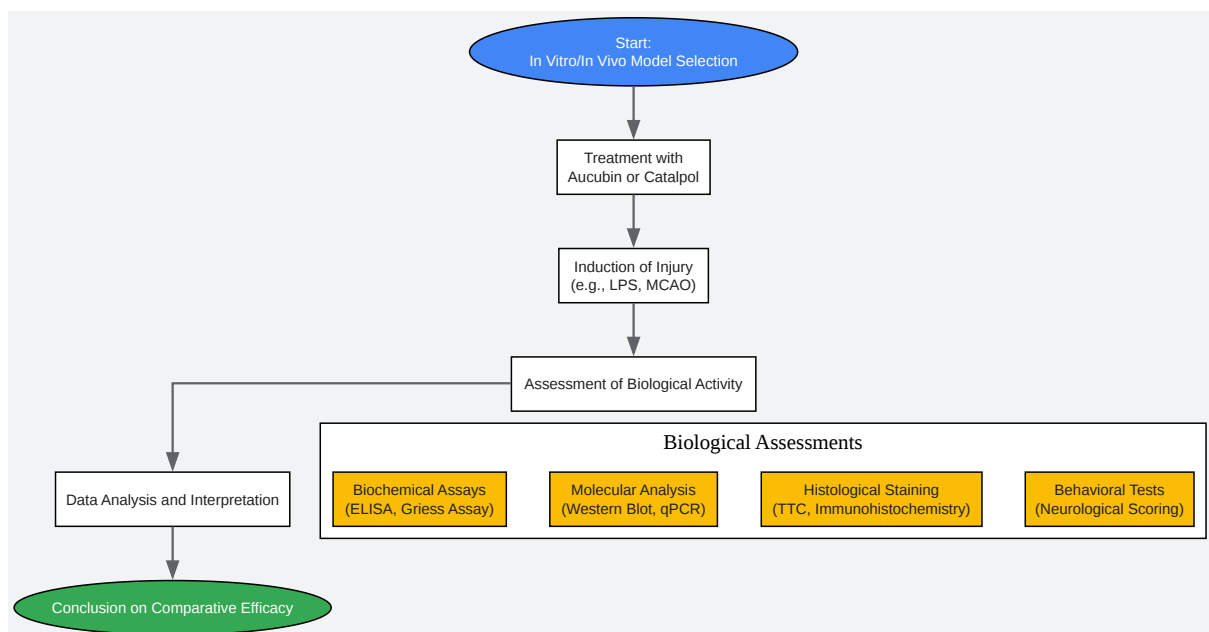 Start:
In Vitro/In Vivo Model Selection
Treatment with
Aucubin or Catalpol
Induction of Injury
(e.g., LPS, MCAO)
Assessment of Biological Activity
Biological Assessments
Data Analysis and Interpretation
Biochemical Assays
(ELISA, Griess Assay)
Molecular Analysis
(Western Blot, qPCR)
Histological Staining
(TTC, Immunohistochemistry)
Behavioral Tests
(Neurological Scoring)
Conclusion on Comparative Efficacy